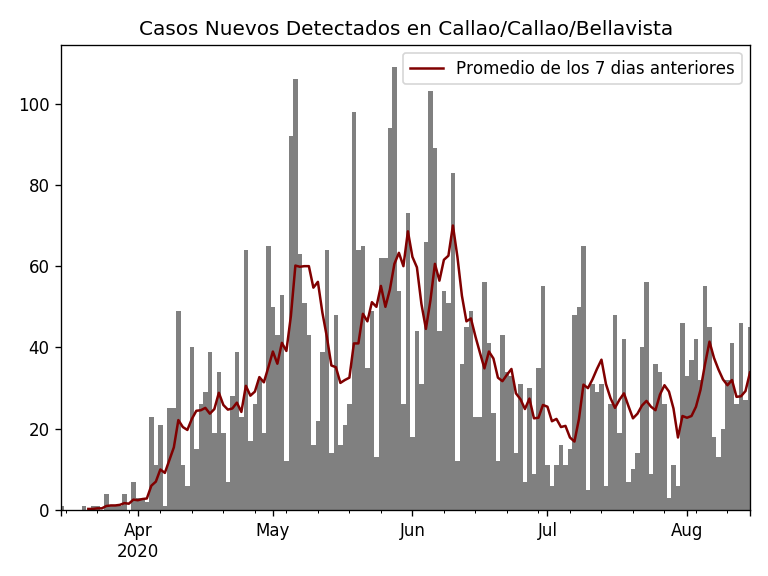 Casos Nuevos Detectados en Callao/Callao/Bellavista
Promedio de los 7 dias anteriores
100
80
60
40
20
0
Apr
2020
May
Jun
Jul
Aug